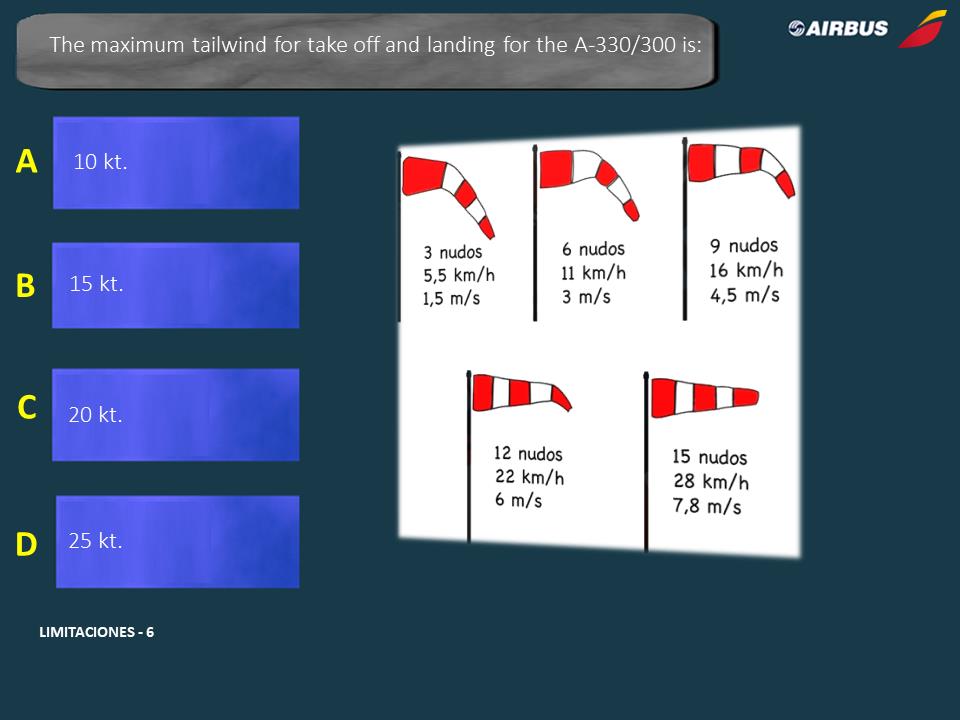 The maximum tailwind for take off and landing for the A-330/300 is:
AIRBUS
A
10 kt.
B
15 kt.
C
20 kt.
D
25 kt.
3 nudos
5,5 km/h
1,5 m/s
6 nudos
11 km/h
3 m/s
9 nudos
16 km/h
4,5 m/s
12 nudos
22 km/h
6 m/s
15 nudos
28 km/h
7,8 m/s
LIMITACIONES - 6